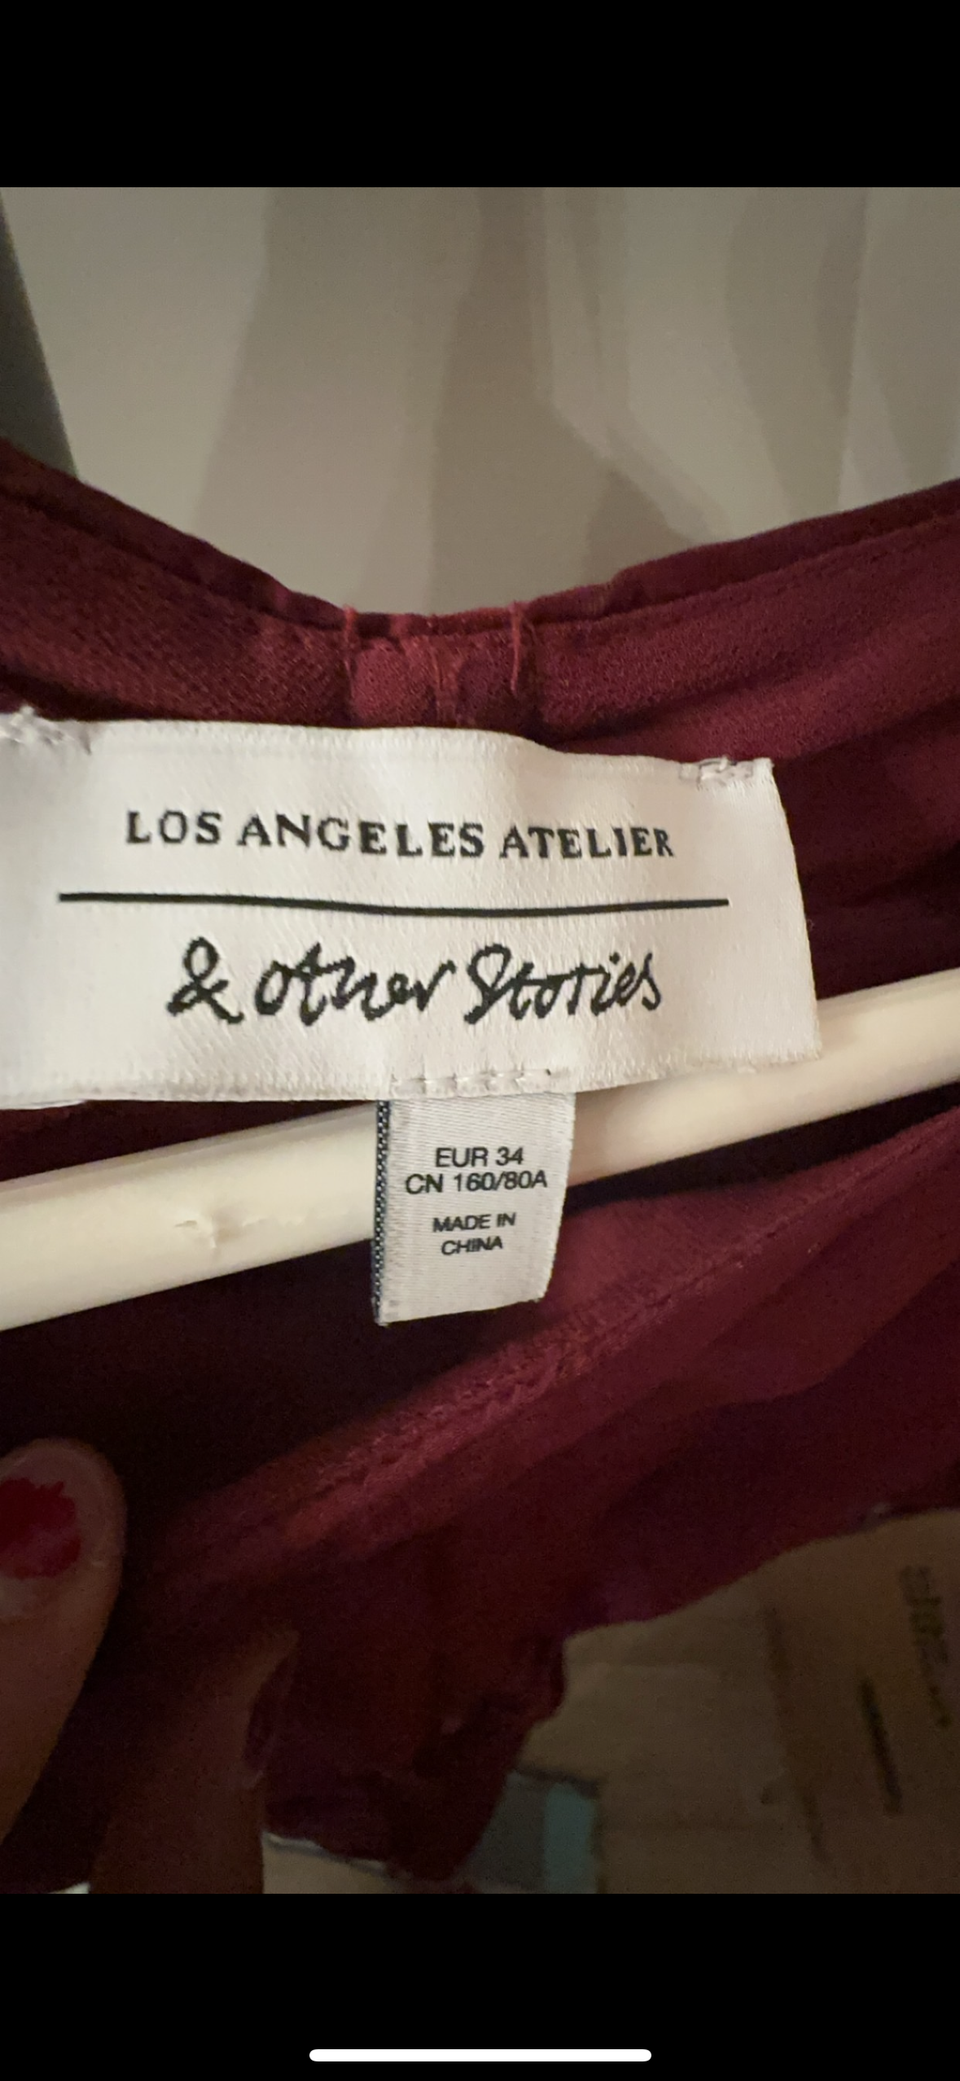 LOS ANGELES ATELIER
& Other Stories
EUR 34
CN 160/80A
MADE IN
CHINA